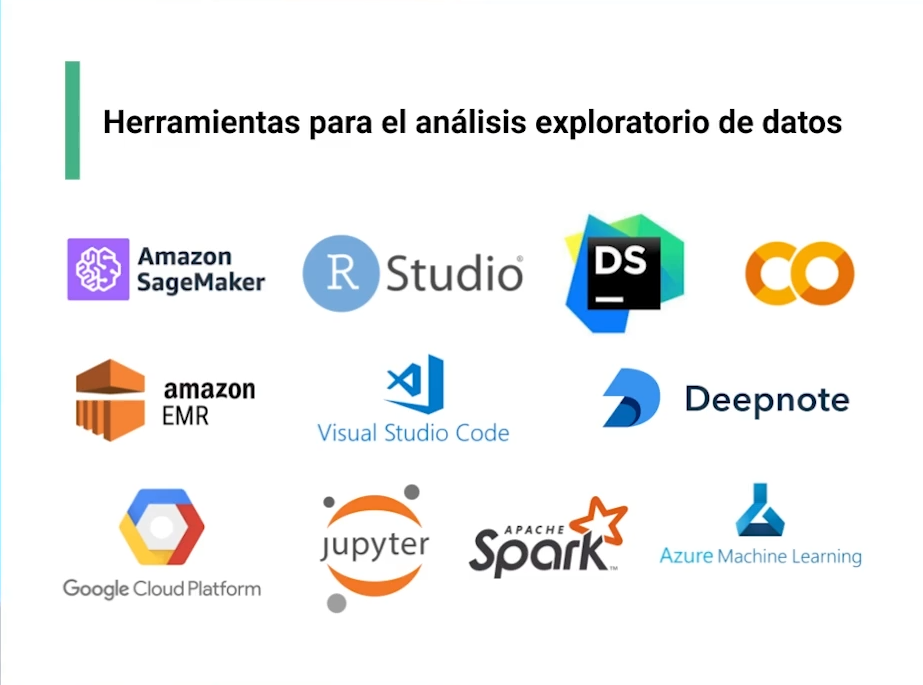 Herramientas para el análisis exploratorio de datos
Amazon
SageMaker
R Studio®
DS
CO
amazon
EMR
Visual Studio Code
Deepnote
Google Cloud Platform
jupyter
APACHE
Spark™
Azure Machine Learning